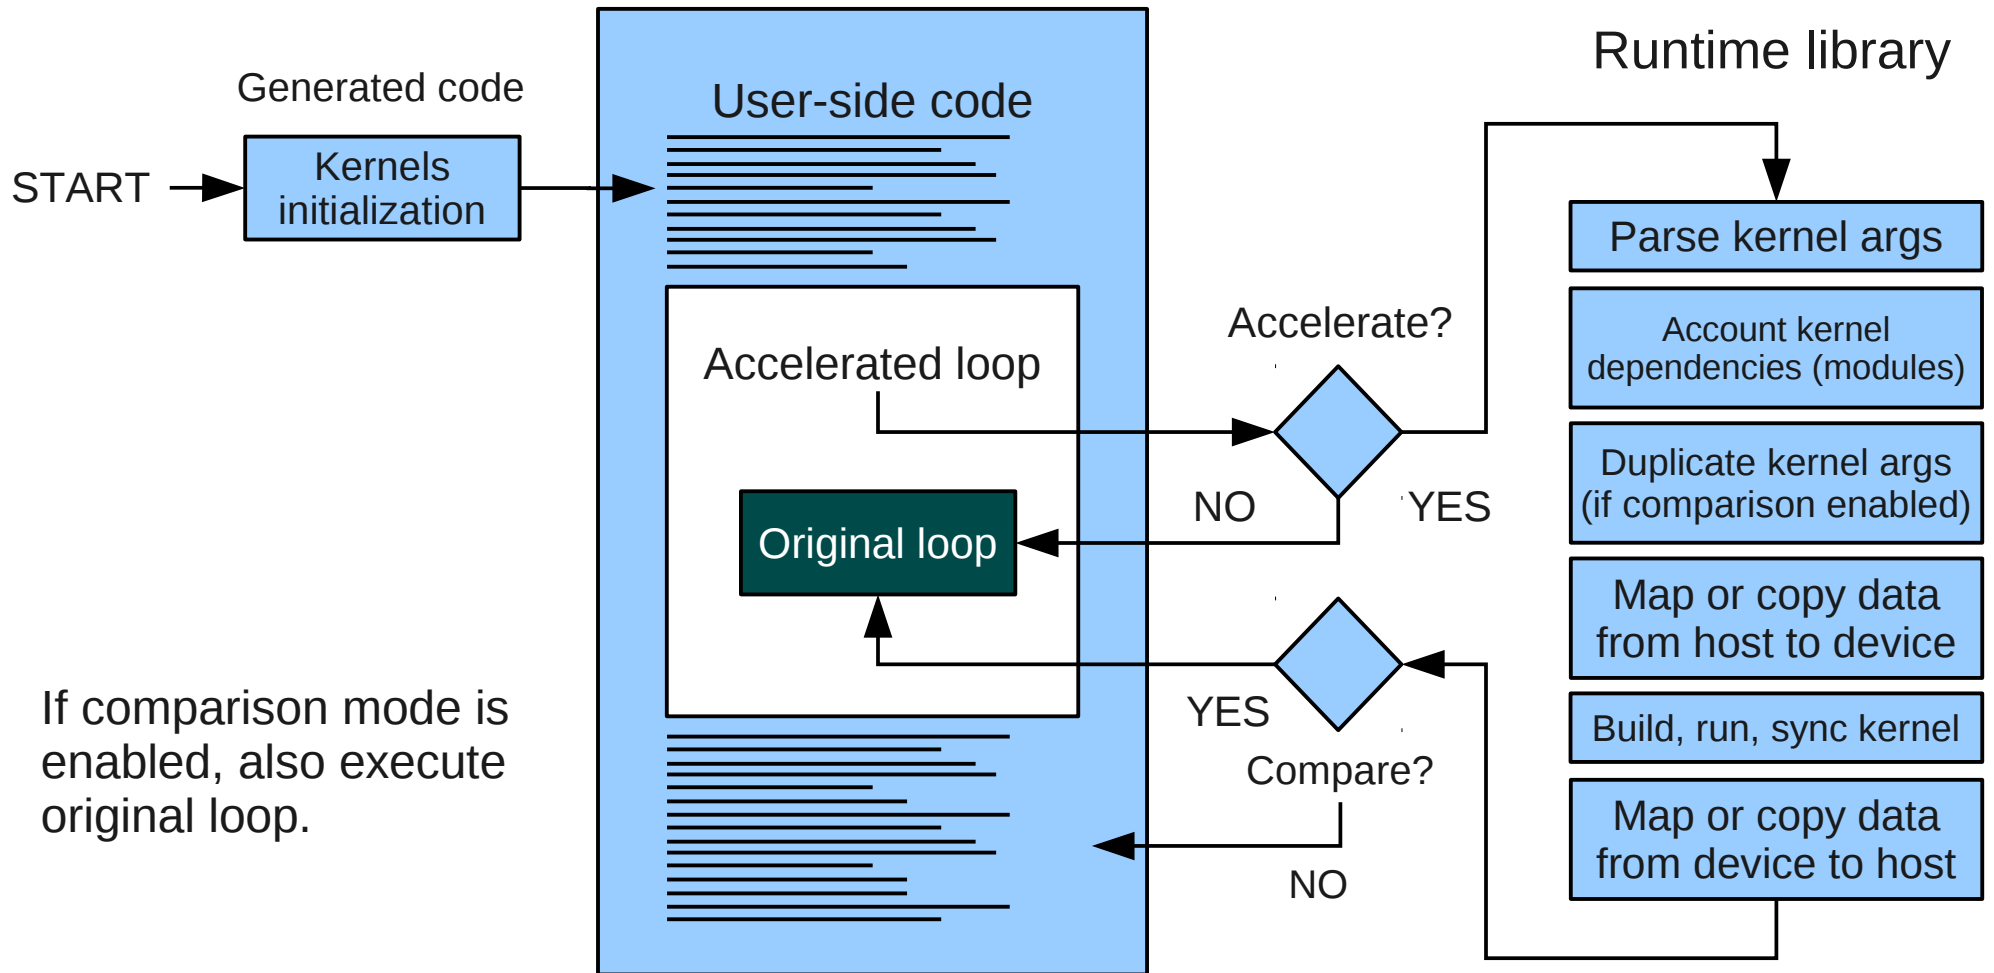 Runtime library
Generated code
User-side code
START
Kernels
initialization
Parse kernel args
Accelerate?
Account kernel
dependencies (modules)
Accelerated loop
Duplicate kernel args
(if comparison enabled)
NO
YES
Original loop
Map or copy data
from host to device
If comparison mode is
enabled, also execute
original loop.
YES
Build, run, sync kernel
Compare?
Map or copy data
from device to host
NO